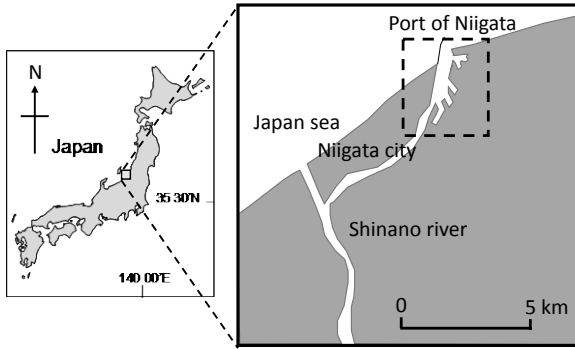 N
Japan
35 30'N
140 00'E
Port of Niigata
Japan sea
Niigata city
Shinano river
0
5 km